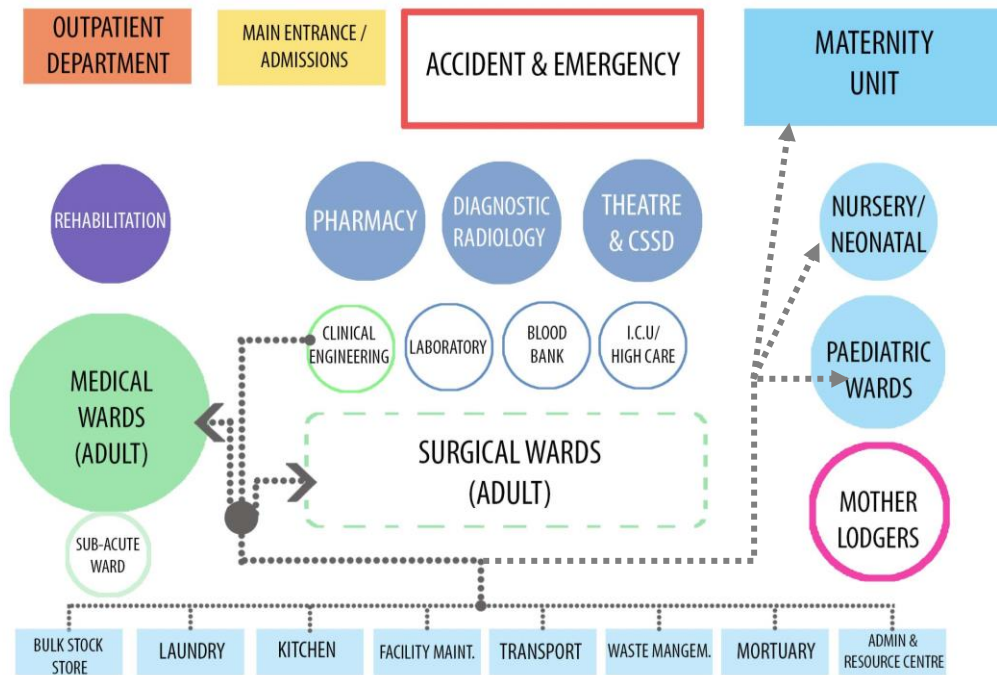 OUTPATIENT
DEPARTMENT
MAIN ENTRANCE /
ADMISSIONS
ACCIDENT & EMERGENCY
MATERNITY
UNIT
REHABILITATION
PHARMACY
DIAGNOSTIC
RADIOLOGY
THEATRE
& CSSD
NURSERY/
NEONATAL
CLINICAL
ENGINEERING
LABORATORY
BLOOD
BANK
I.C.U/
HIGH CARE
PAEDIATRIC
WARDS
MEDICAL
WARDS
(ADULT)
SURGICAL WARDS
(ADULT)
MOTHER
LODGERS
SUB-ACUTE
WARD
BULK STOCK
STORE
LAUNDRY
KITCHEN
FACILITY MAINT.
TRANSPORT
WASTE MANGEM.
MORTUARY
ADMIN &
RESOURCE CENTRE